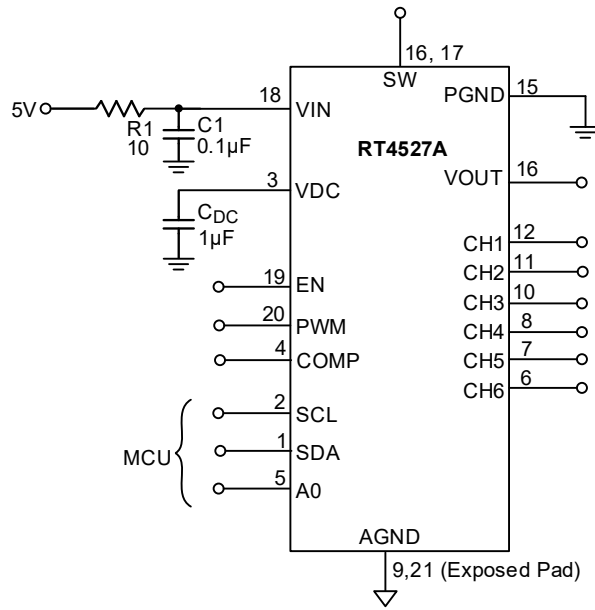 16, 17
SW
5V
R1
10
C1
0.1µF
18
VIN
PGND
15
RT4527A
3
VDC
CDC
1µF
VOUT
16
CH1
12
CH2
11
CH3
10
CH4
8
CH5
7
CH6
6
19
EN
20
PWM
4
COMP
MCU
2
SCL
1
SDA
5
A0
AGND
9,21 (Exposed Pad)